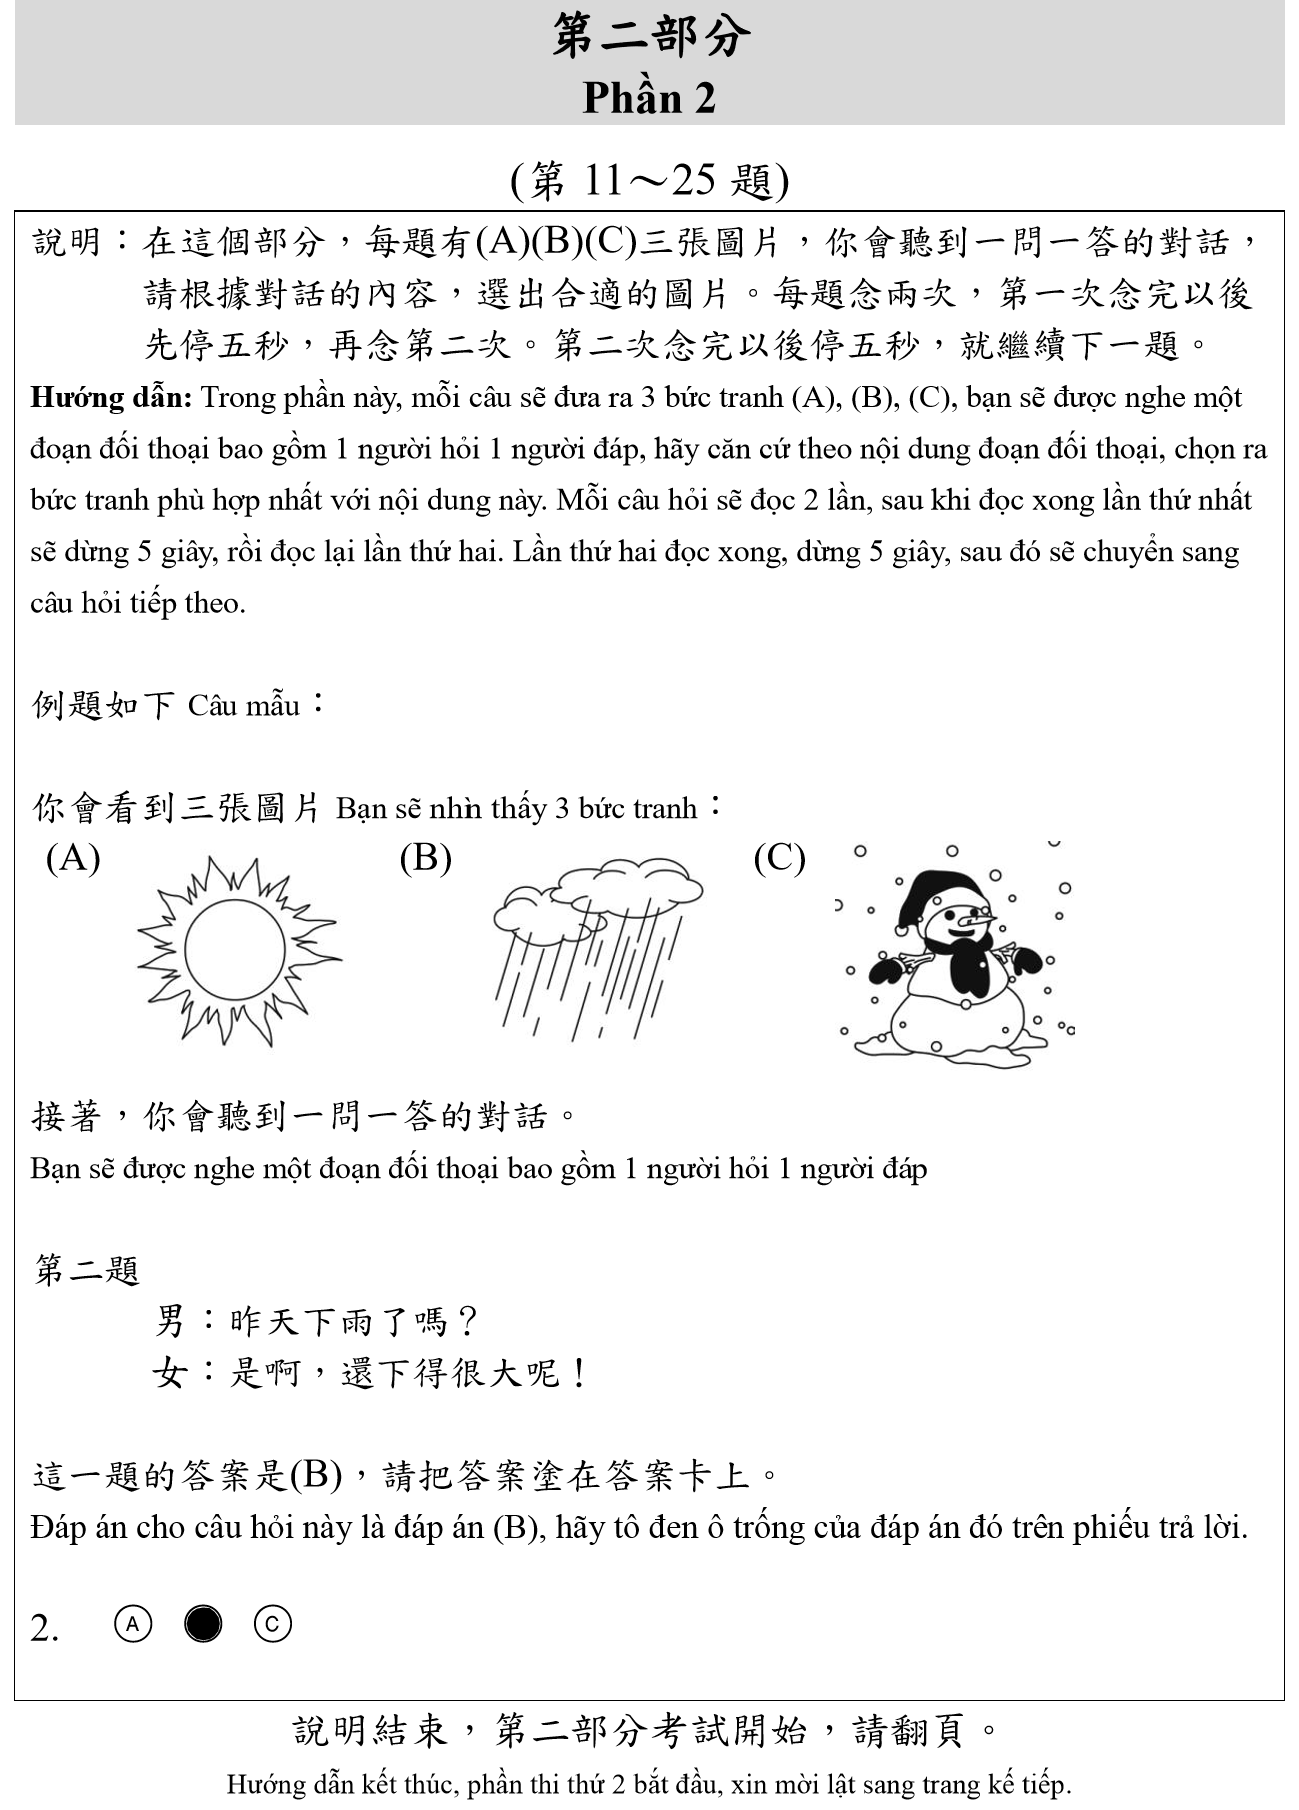 第二部分
Phần 2
(第 11～25 題)
說明：在這個部分，每題有(A)(B)(C)三張圖片，你會聽到一問一答的對話，
請根據對話的內容，選出合適的圖片。每題念兩次，第一次念完以後
先停五秒，再念第二次。第二次念完以後停五秒，就繼續下一題。
Hướng dẫn: Trong phần này, mỗi câu sẽ đưa ra 3 bức tranh (A), (B), (C), bạn sẽ được nghe một
đoạn đối thoại bao gồm 1 người hỏi 1 người đáp, hãy căn cứ theo nội dung đoạn đối thoại, chọn ra
bức tranh phù hợp nhất với nội dung này. Mỗi câu hỏi sẽ đọc 2 lần, sau khi đọc xong lần thứ nhất
sẽ dừng 5 giây, rồi đọc lại lần thứ hai. Lần thứ hai đọc xong, dừng 5 giây, sau đó sẽ chuyển sang
câu hỏi tiếp theo.
例題如下 Câu mẫu：
你會看到三張圖片 Bạn sẽ nhìn thấy 3 bức tranh：
(A) (B) (C)
接著，你會聽到一問一答的對話。
Bạn sẽ được nghe một đoạn đối thoại bao gồm 1 người hỏi 1 người đáp
第二題
男：昨天下雨了嗎？
女：是啊，還下得很大呢！
這一題的答案是(B)，請把答案塗在答案卡上。
Đáp án cho câu hỏi này là đáp án (B), hãy tô đen ô trống của đáp án đó trên phiếu trả lời.
2. A C
說明結束，第二部分考試開始，請翻頁。
Hướng dẫn kết thúc, phần thi thứ 2 bắt đầu, xin mời lật sang trang kế tiếp.